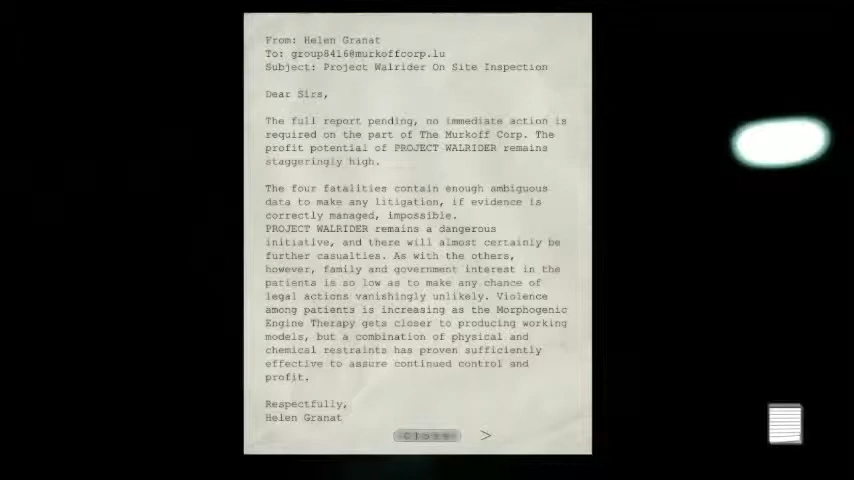 From: Helen Granat
To: group8416@murkoffcorp.lu
Subject: Project Walrider On Site Inspection
Dear Sirs,
The full report pending, no immediate action is
required on the part of The Murkoff Corp. The
profit potential of PROJECT WALRIDER remains
staggeringly high.
The four fatalities contain enough ambiguous
data to make any litigation, if evidence is
correctly managed, impossible.
PROJECT WALRIDER remains a dangerous
initiative, and there will almost certainly be
further casualties. As with the others,
however, family and government interest in the
patients is so low as to make any chance of
legal actions vanishingly unlikely. Violence
among patients is increasing as the Morphogenic
Engine Therapy gets closer to producing working
models, but a combination of physical and
chemical restraints has proven sufficiently
effective to assure continued control and
profit.
Respectfully,
Helen Granat
Close >